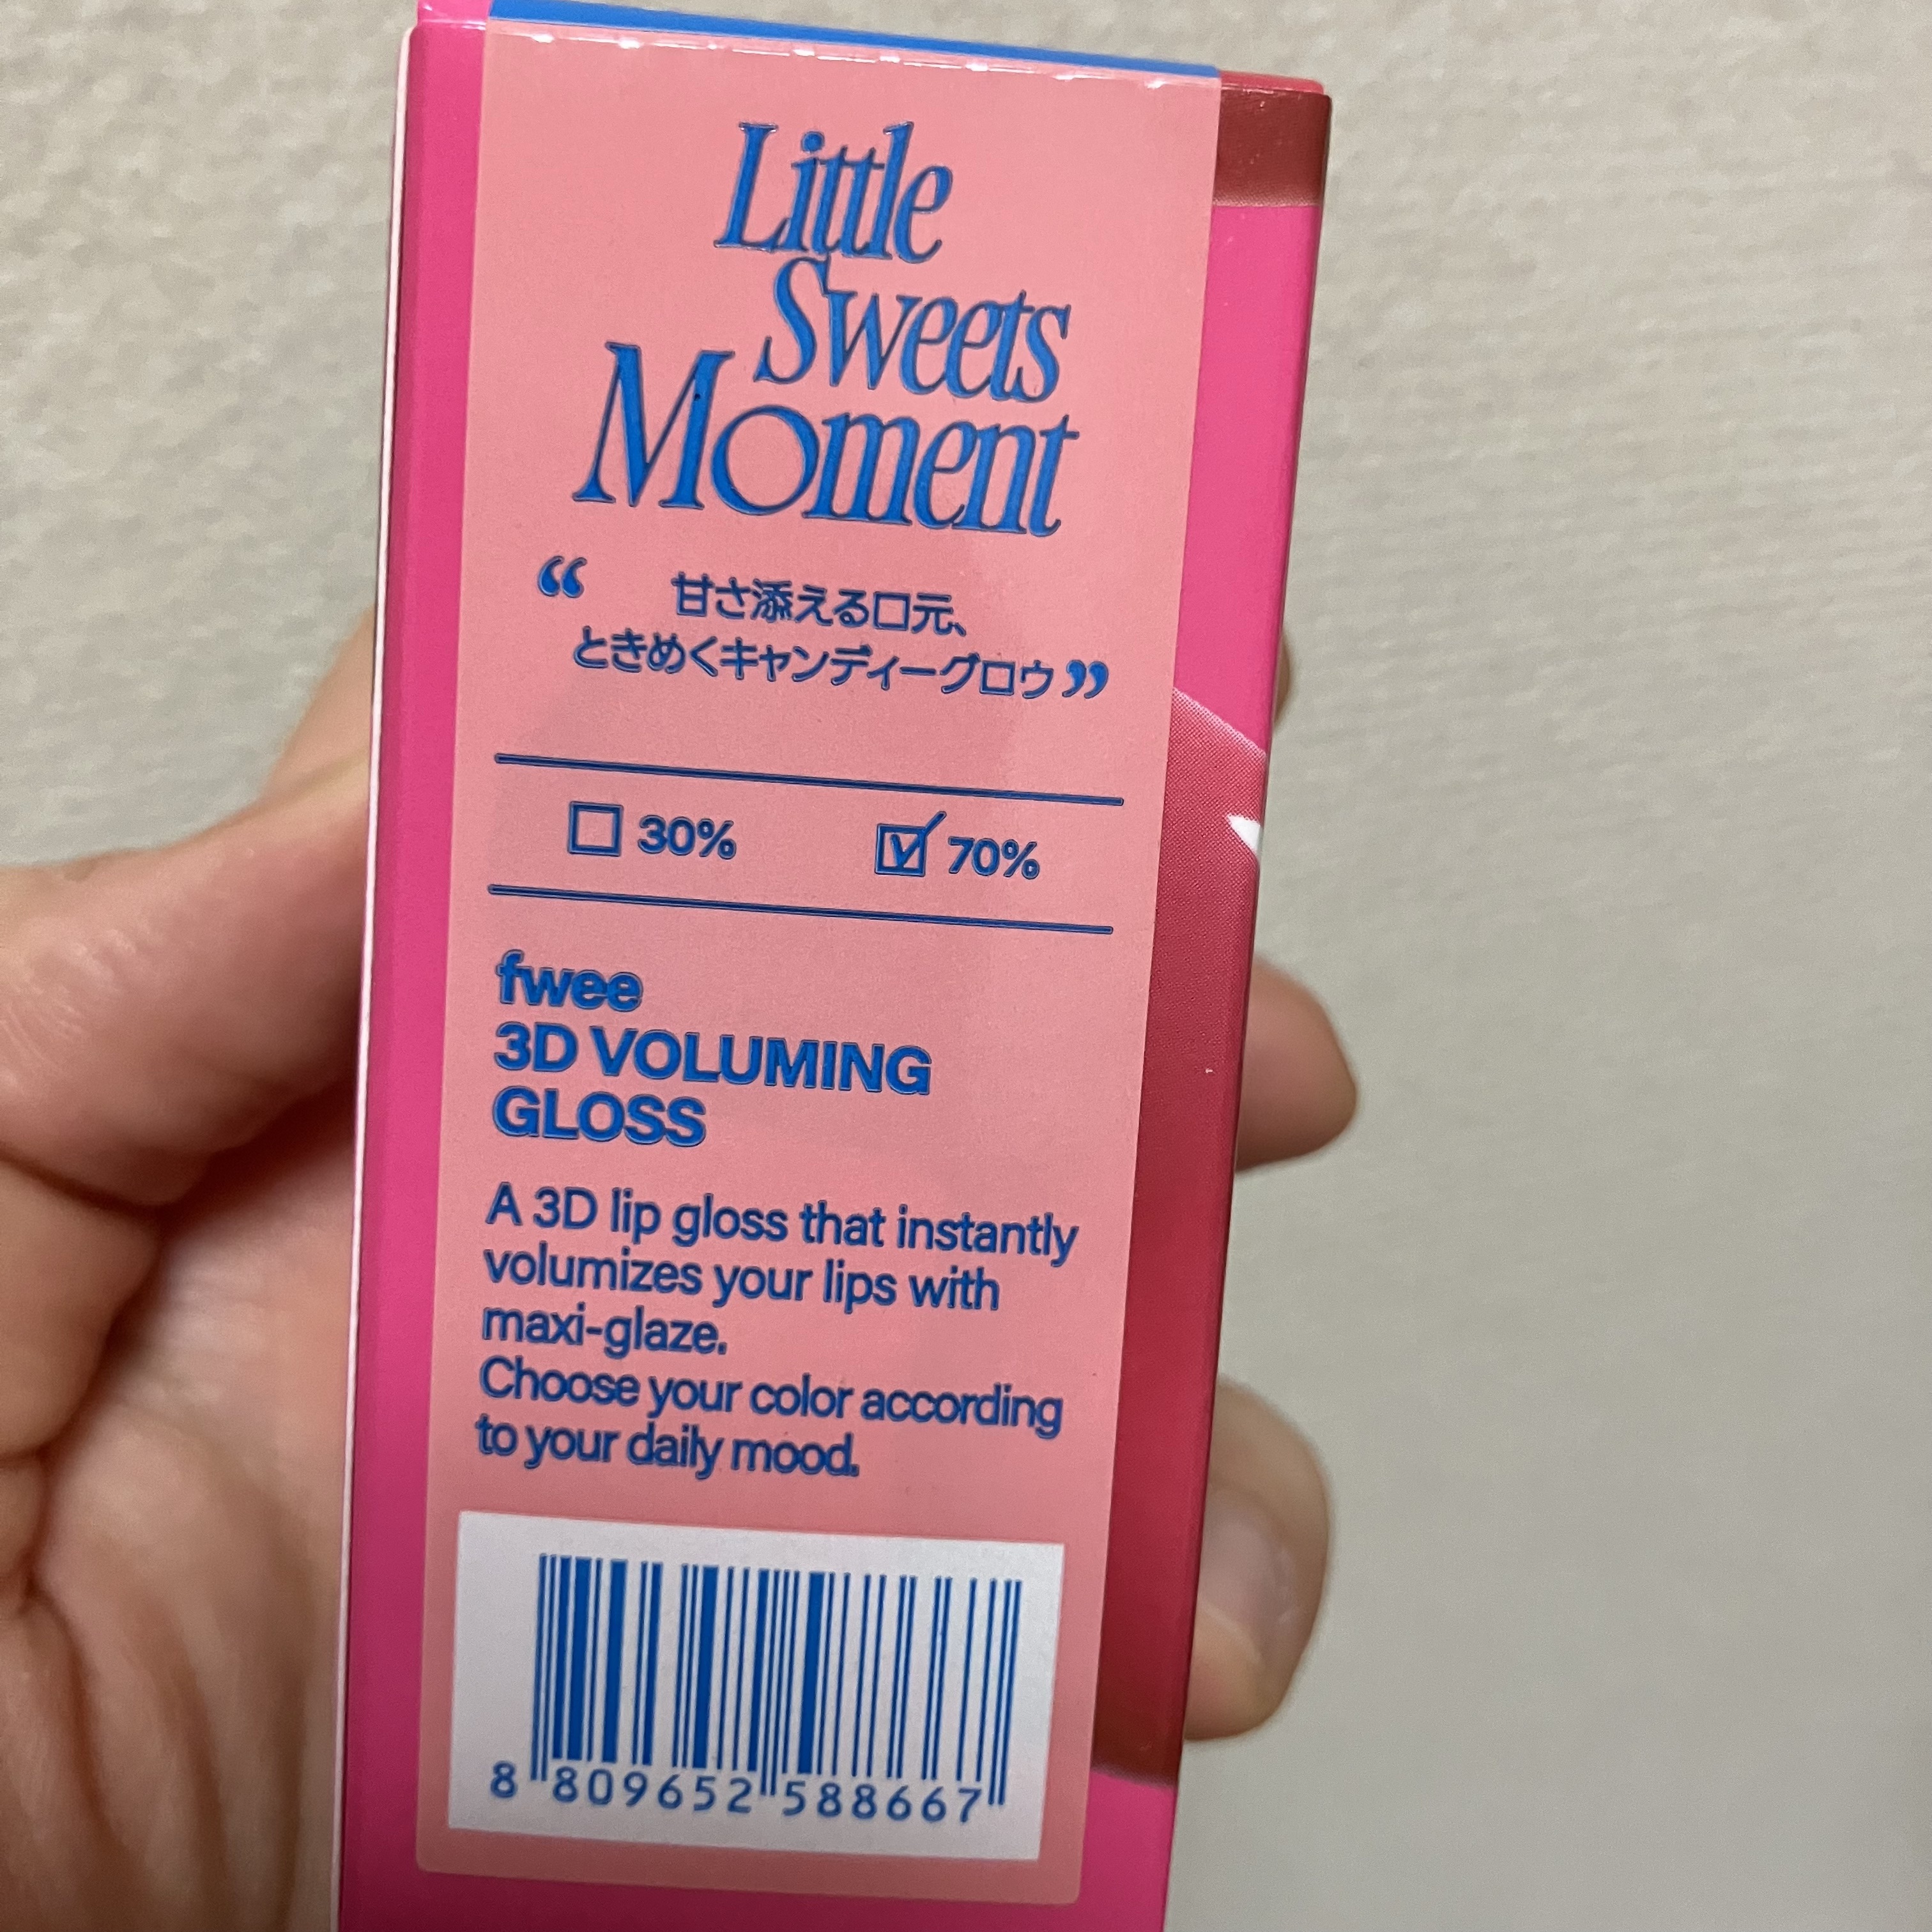 Little
Sweets
Moment
“ 甘さ添える口元、
ときめくキャンディーグロウ ”
☐ 30% ☑ 70%
fwee
3D VOLUMING
GLOSS
A 3D lip gloss that instantly
volumizes your lips with
maxi-glaze.
Choose your color according
to your daily mood.
8 809652 588667